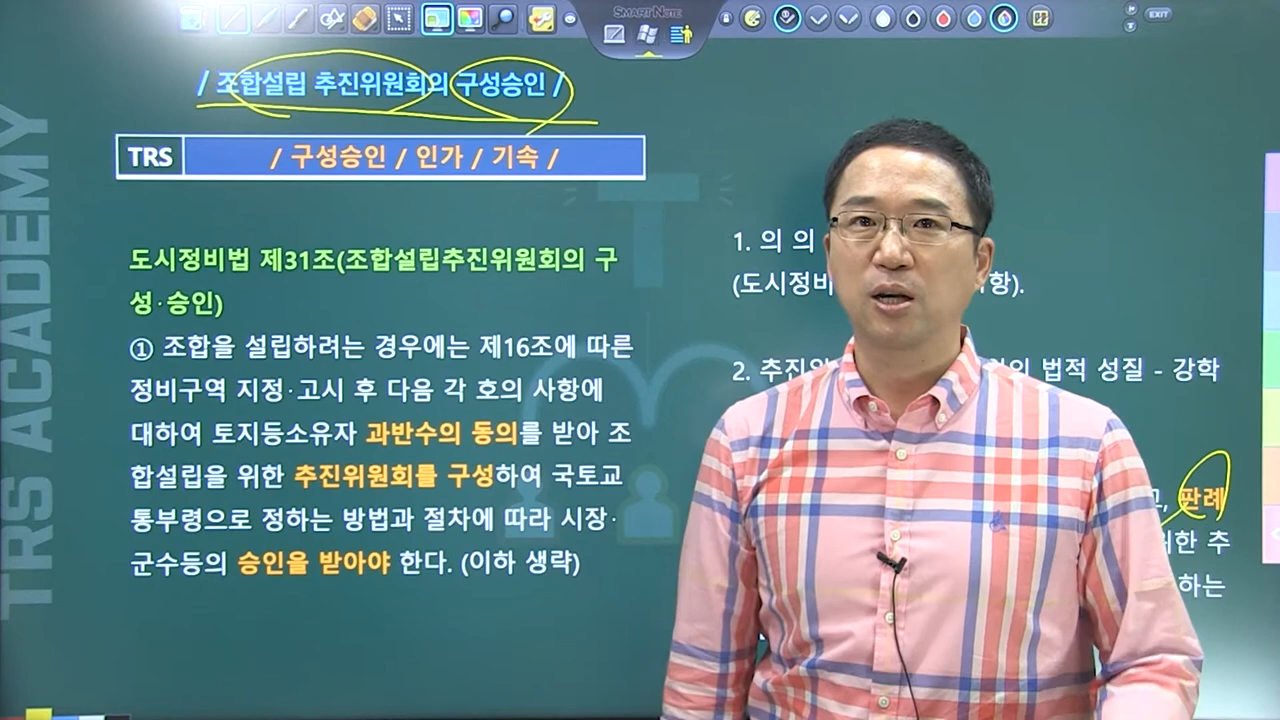 SMART NOTE
EXIT
/ 조합설립 추진위원회의 구성승인 /
TRS / 구성승인 / 인가 / 기속 /
도시정비법 제31조(조합설립추진위원회의 구
성·승인)
① 조합을 설립하려는 경우에는 제16조에 따른
정비구역 지정·고시 후 다음 각 호의 사항에
대하여 토지등소유자 과반수의 동의를 받아 조
합설립을 위한 추진위원회를 구성하여 국토교
통부령으로 정하는 방법과 절차에 따라 시장·
군수등의 승인을 받아야 한다. (이하 생략)
1. 의 의
(도시정비 항).
2. 추진 의 법적 성질 - 강학
판례
위한 추
하는
TRS ACADEMY